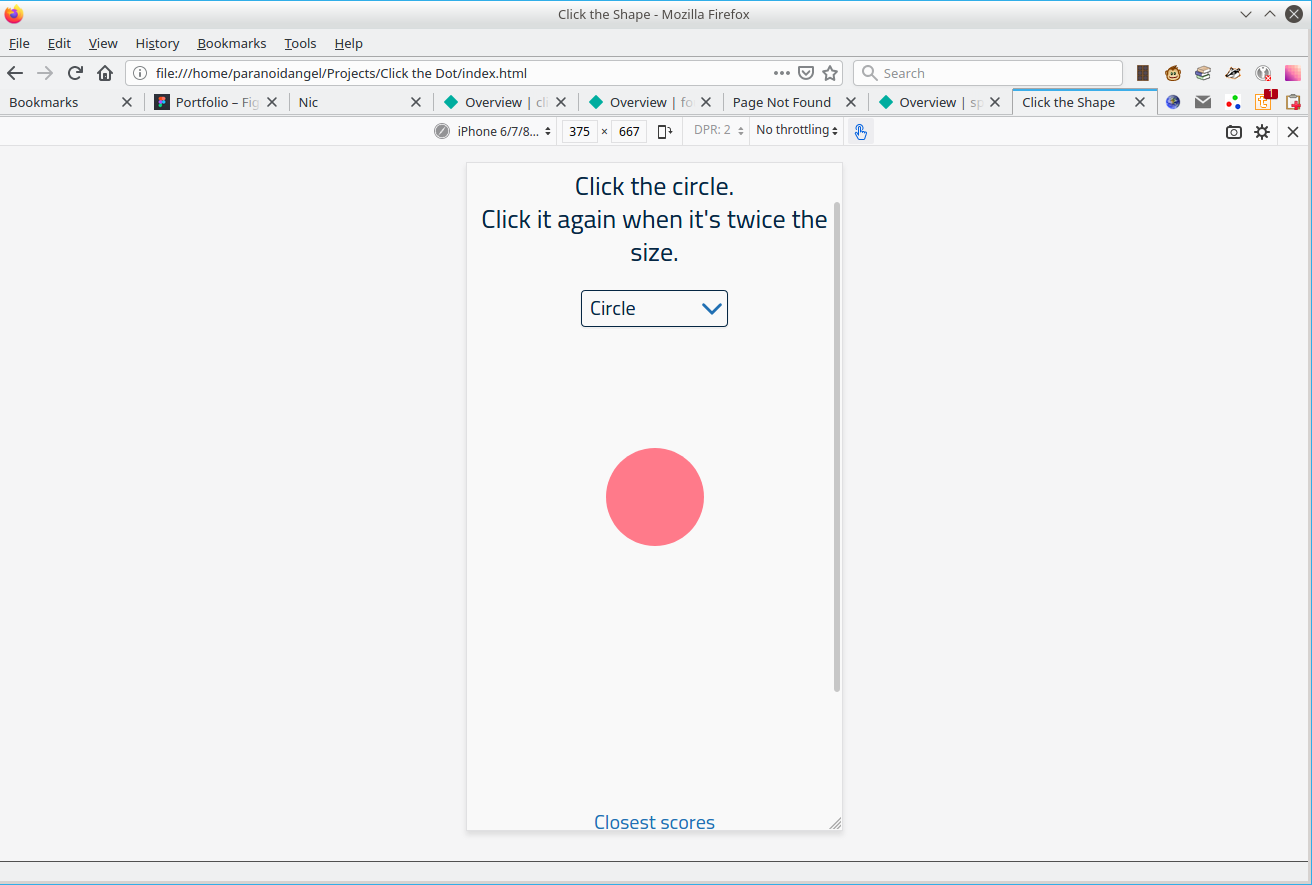 Click the Shape - Mozilla Firefox
File Edit View History Bookmarks Tools Help
file:///home/paranoidangel/Projects/Click the Dot/index.html Search
Bookmarks Portfolio – Fig Nic Overview | cli Overview | fo Page Not Found Overview | sp Click the Shape 1
iPhone 6/7/8... 375 × 667 DPR: 2 No throttling
Click the circle.
Click it again when it's twice the
size.
Circle
Closest scores